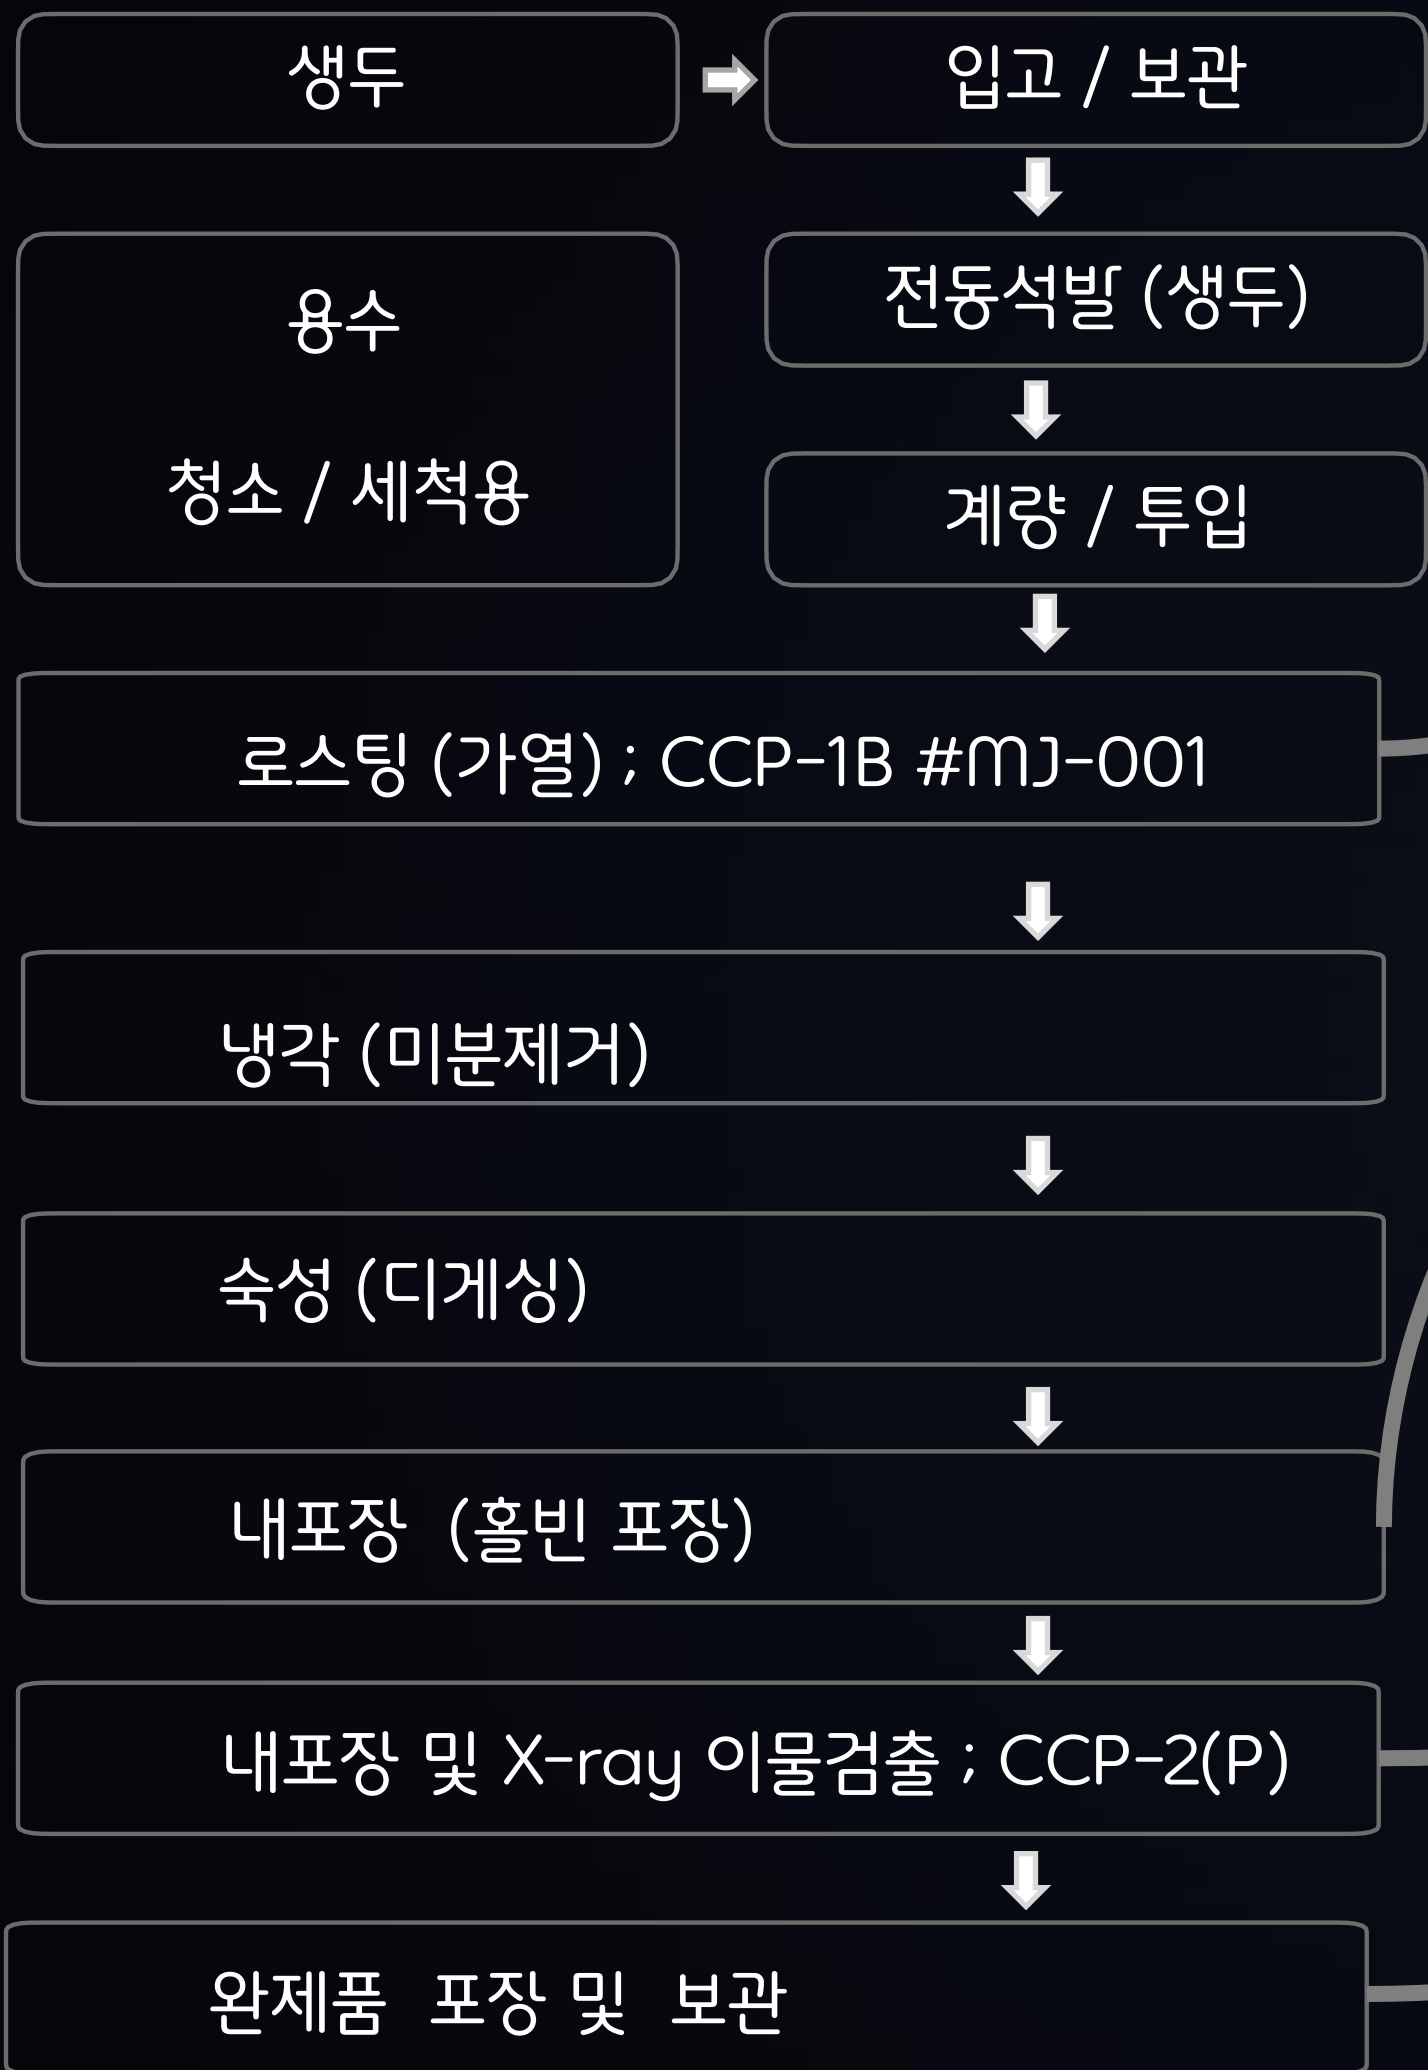 생두
입고 / 보관
용수
청소 / 세척용
전동석발 (생두)
계량 / 투입
로스팅 (가열) ; CCP-1B #MJ-001
냉각 (미분제거)
숙성 (디게싱)
내포장 (홀빈 포장)
내포장 및 X-ray 이물검출 ; CCP-2(P)
완제품 포장 및 보관